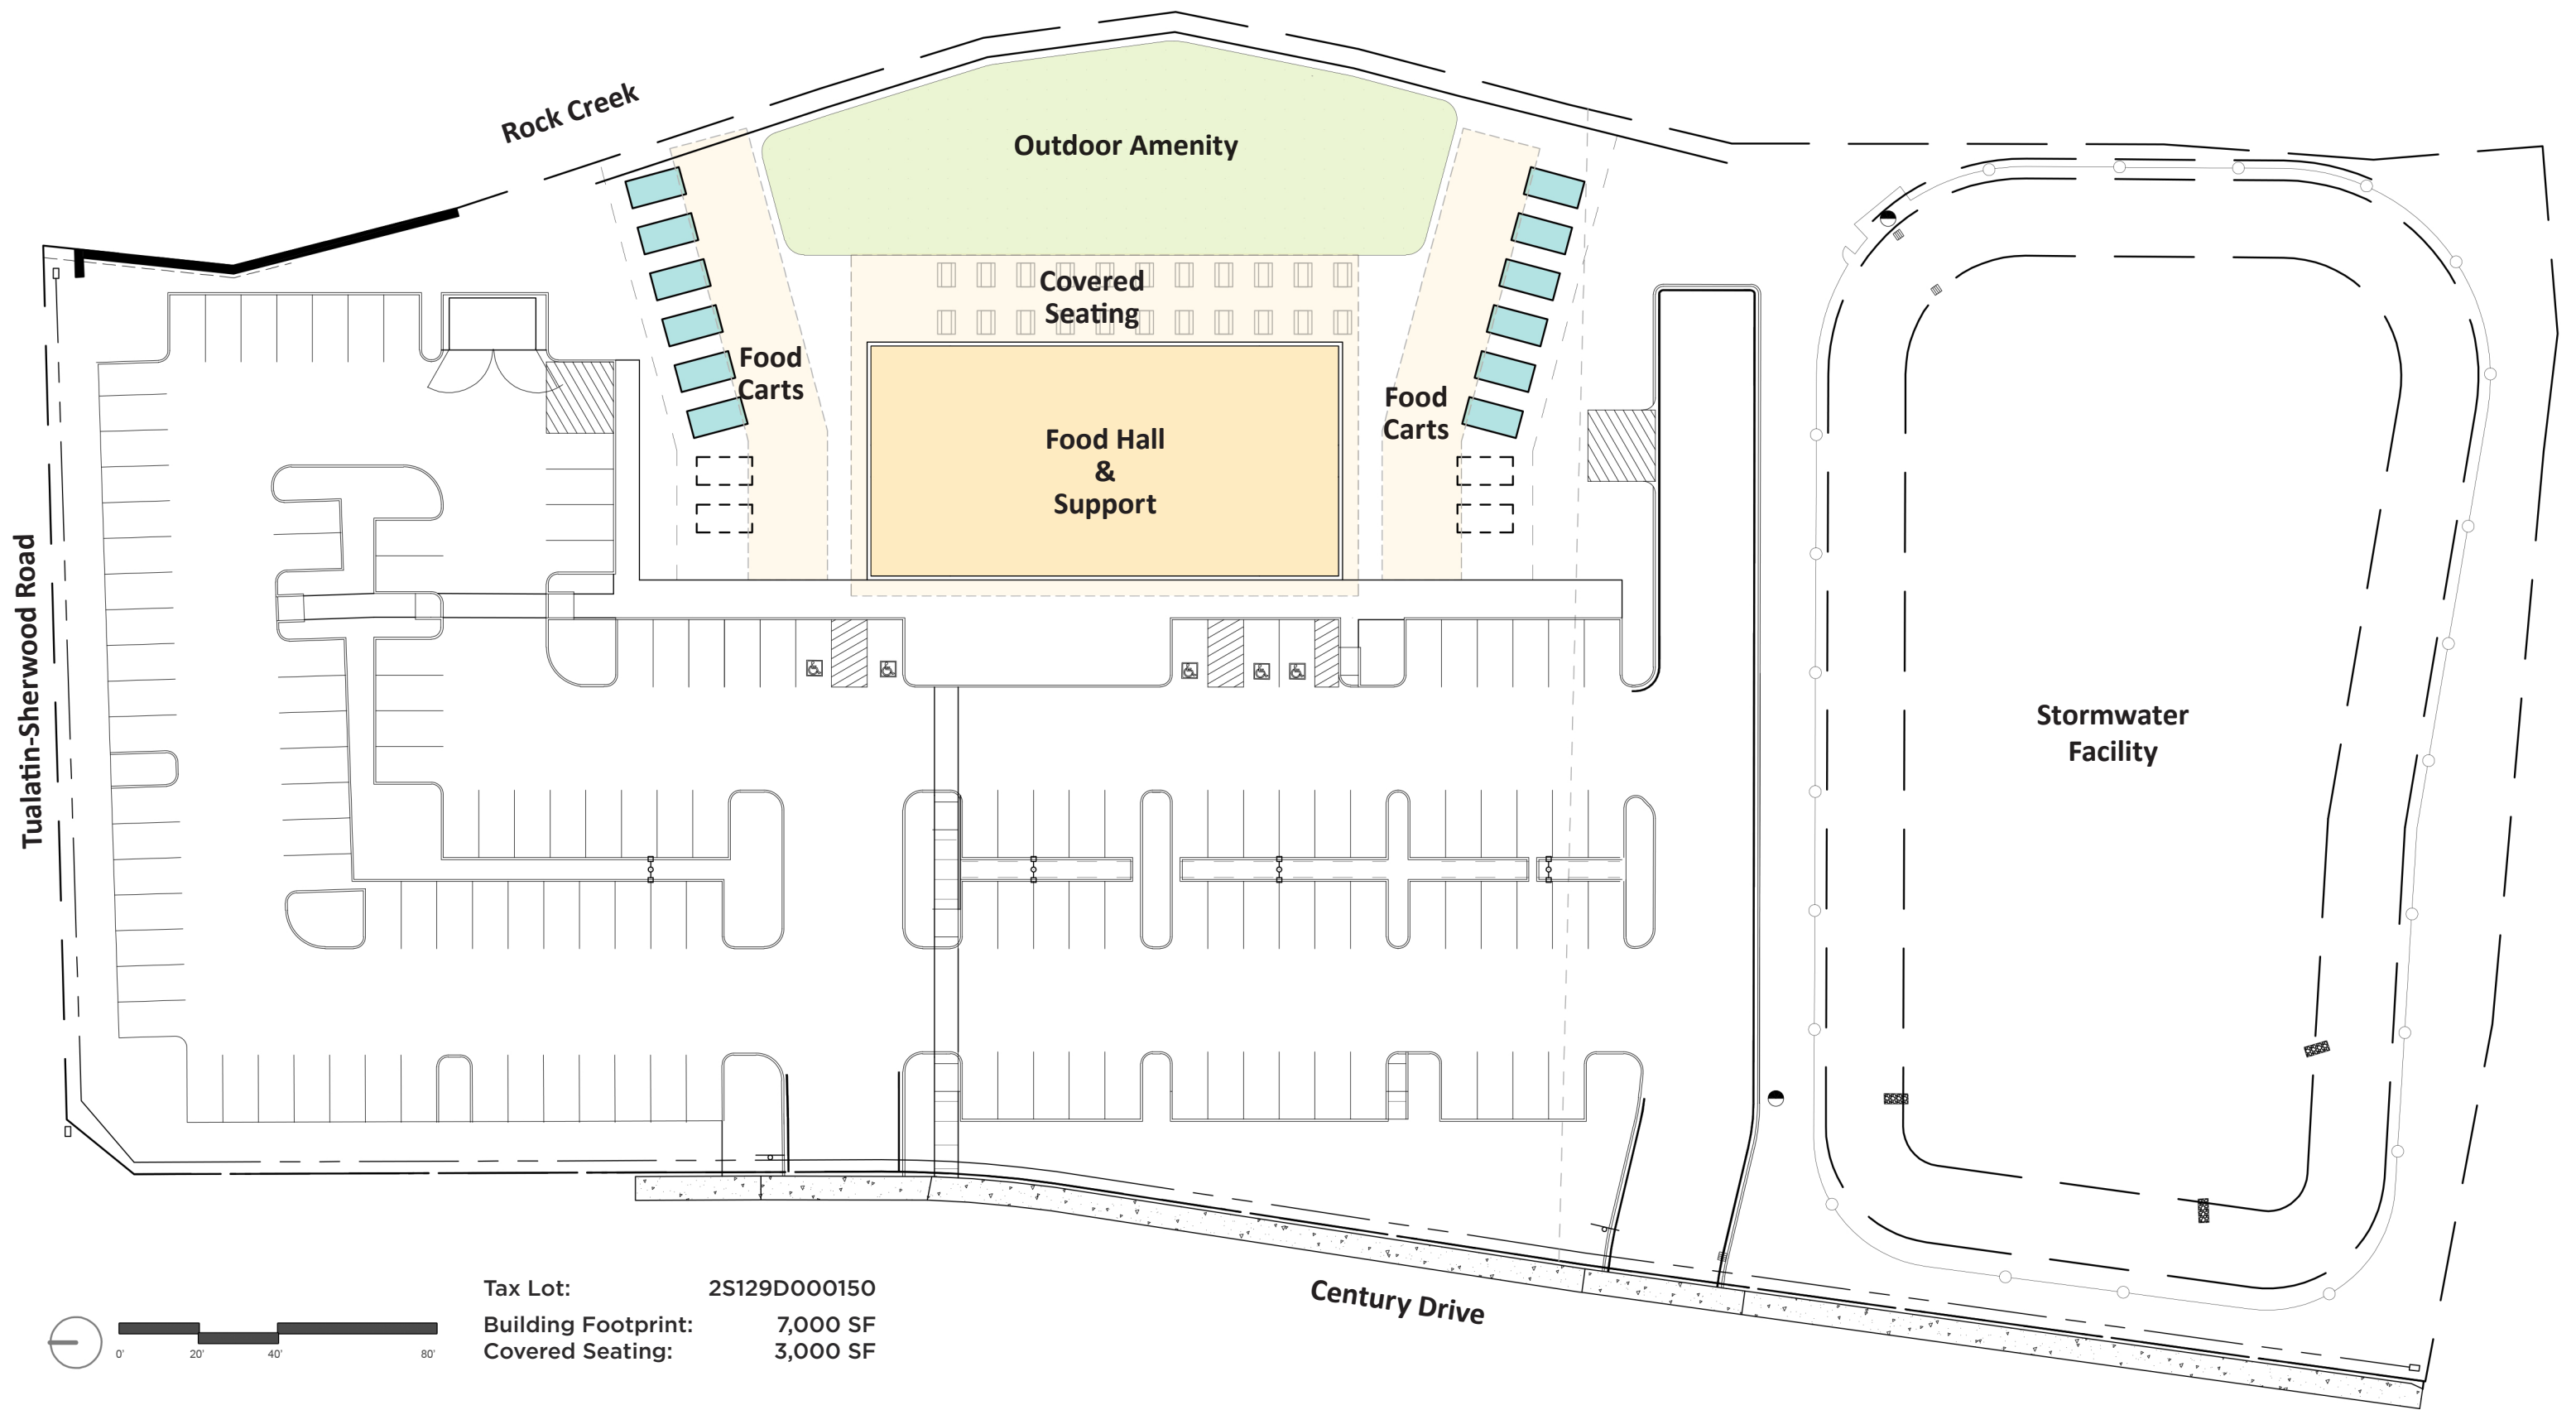 Rock Creek
Outdoor Amenity
Covered
Seating
Food
Carts
Food
Carts
Food Hall
&
Support
Tualatin-Sherwood Road
Stormwater
Facility
Century Drive
Tax Lot: 2S129D000150
Building Footprint: 7,000 SF
Covered Seating: 3,000 SF
0' 20' 40' 80'